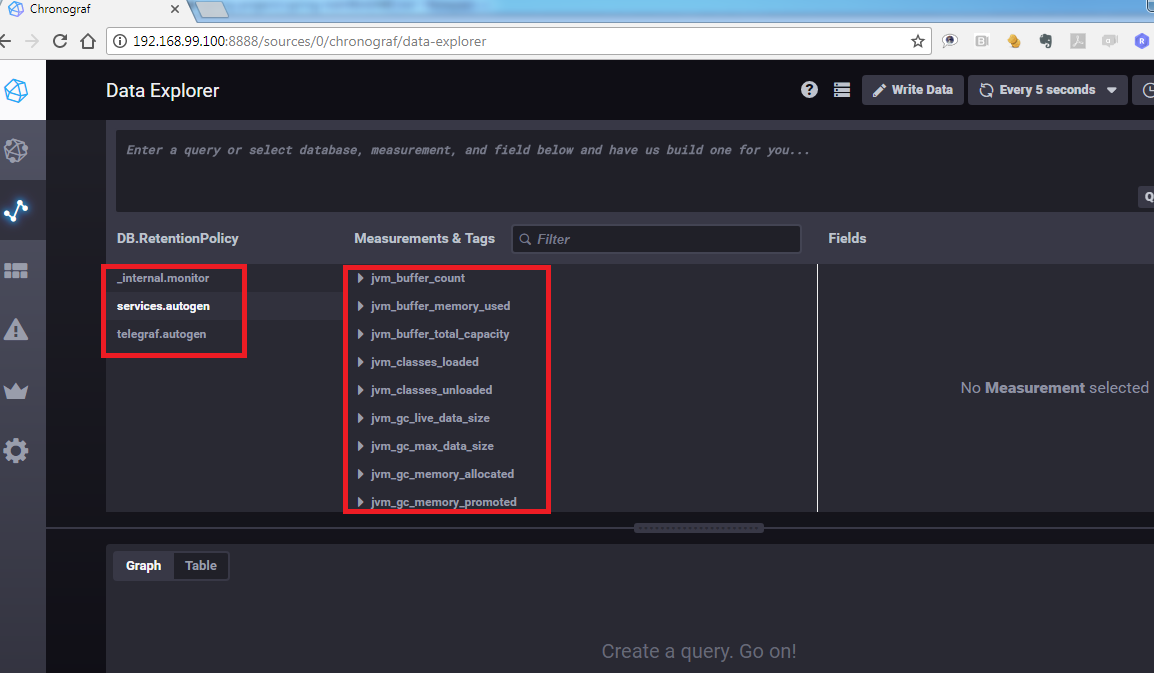 Chronograf
192.168.99.100:8888/sources/0/chronograf/data-explorer
Data Explorer
Write Data
Every 5 seconds
Enter a query or select database, measurement, and field below and have us build one for you...
DB.RetentionPolicy
Measurements & Tags
Filter
Fields
_internal.monitor
services.autogen
telegraf.autogen
jvm_buffer_count
jvm_buffer_memory_used
jvm_buffer_total_capacity
jvm_classes_loaded
jvm_classes_unloaded
jvm_gc_live_data_size
jvm_gc_max_data_size
jvm_gc_memory_allocated
jvm_gc_memory_promoted
No Measurement selected
Graph
Table
Create a query. Go on!